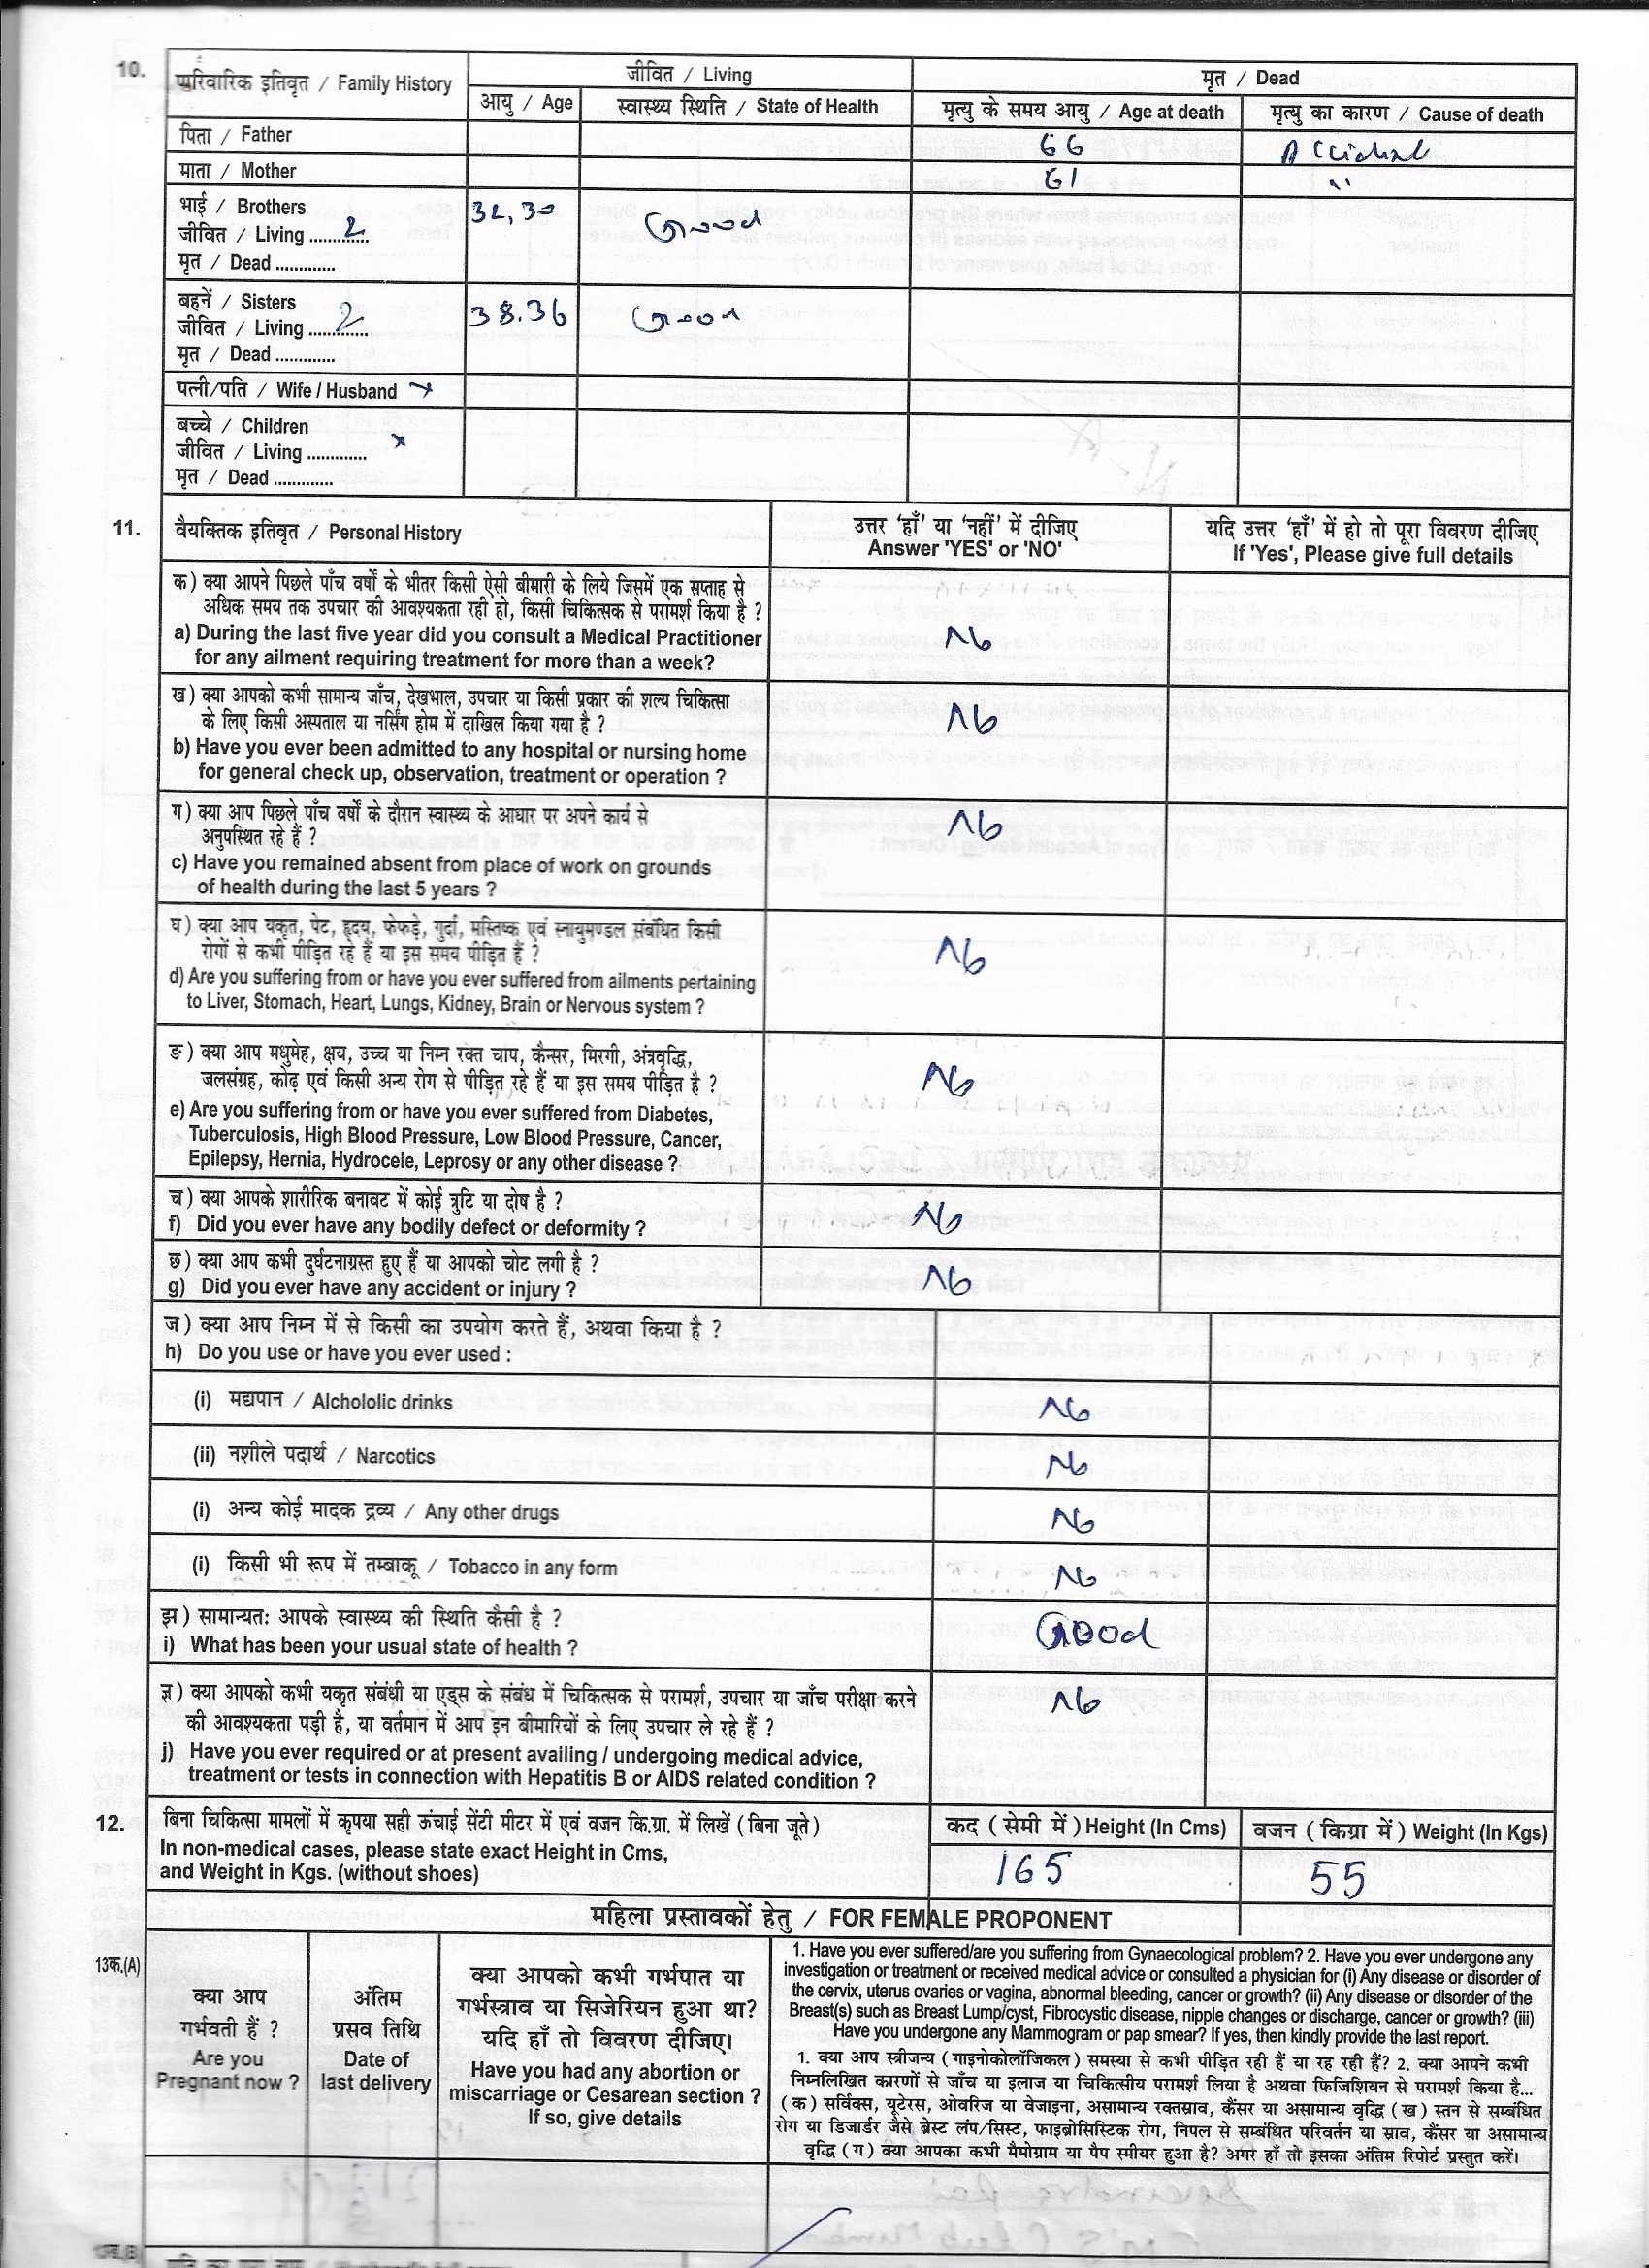 10.
पारिवारिक इतिवृत / Family History
जीवित / Living
मृत / Dead
आयु / Age
स्वास्थ्य स्थिति / State of Health
मृत्यु के समय आयु / Age at death
मृत्यु का कारण / Cause of death
पिता / Father 66 Accident
माता / Mother 61 "
भाई / Brothers 32, 30 Good
जीवित / Living ....2....
मृत / Dead .............
बहनें / Sisters 38.36 Good
जीवित / Living ....2....
मृत / Dead .............
पत्नी/पति / Wife / Husband x
बच्चे / Children
जीवित / Living ............. x
मृत / Dead .............
11. वैयक्तिक इतिवृत / Personal History
उत्तर 'हाँ' या 'नहीं' में दीजिए
Answer 'YES' or 'NO'
यदि उत्तर 'हाँ' में हो तो पूरा विवरण दीजिए
If 'Yes', Please give full details
क) क्या आपने पिछले पाँच वर्षों के भीतर किसी ऐसी बीमारी के लिये जिसमें एक सप्ताह से
अधिक समय तक उपचार की आवश्यकता रही हो, किसी चिकित्सक से परामर्श किया है ?
a) During the last five year did you consult a Medical Practitioner
for any ailment requiring treatment for more than a week?
No
ख) क्या आपको कभी सामान्य जाँच, देखभाल, उपचार या किसी प्रकार की शल्य चिकित्सा
के लिए किसी अस्पताल या नर्सिंग होम में दाखिल किया गया है ?
b) Have you ever been admitted to any hospital or nursing home
for general check up, observation, treatment or operation ?
No
ग) क्या आप पिछले पाँच वर्षों के दौरान स्वास्थ्य के आधार पर अपने कार्य से
अनुपस्थित रहे हैं ?
c) Have you remained absent from place of work on grounds
of health during the last 5 years ?
No
घ) क्या आप यकृत, पेट, हृदय, फेफड़े, गुर्दा, मस्तिष्क एवं स्नायुमण्डल संबंधित किसी
रोगों से कभी पीड़ित रहे हैं या इस समय पीड़ित हैं ?
d) Are you suffering from or have you ever suffered from ailments pertaining
to Liver, Stomach, Heart, Lungs, Kidney, Brain or Nervous system ?
No
ङ) क्या आप मधुमेह, क्षय, उच्च या निम्न रक्त चाप, कैन्सर, मिरगी, अंत्रवृद्धि,
जलसंग्रह, कोढ़ एवं किसी अन्य रोग से पीड़ित रहे हैं या इस समय पीड़ित है ?
e) Are you suffering from or have you ever suffered from Diabetes,
Tuberculosis, High Blood Pressure, Low Blood Pressure, Cancer,
Epilepsy, Hernia, Hydrocele, Leprosy or any other disease ?
No
च) क्या आपके शारीरिक बनावट में कोई त्रुटि या दोष है ?
f) Did you ever have any bodily defect or deformity ?
No
छ) क्या आप कभी दुर्घटनाग्रस्त हुए हैं या आपको चोट लगी है ?
g) Did you ever have any accident or injury ?
No
ज) क्या आप निम्न में से किसी का उपयोग करते हैं, अथवा किया है ?
h) Do you use or have you ever used :
(i) मद्यपान / Alchololic drinks No
(ii) नशीले पदार्थ / Narcotics No
(i) अन्य कोई मादक द्रव्य / Any other drugs No
(i) किसी भी रूप में तम्बाकू / Tobacco in any form No
झ) सामान्यतः आपके स्वास्थ्य की स्थिति कैसी है ?
i) What has been your usual state of health ?
Good
ञ) क्या आपको कभी यकृत संबंधी या एड्स के संबंध में चिकित्सक से परामर्श, उपचार या जाँच परीक्षा करने
की आवश्यकता पड़ी है, या वर्तमान में आप इन बीमारियों के लिए उपचार ले रहे हैं ?
j) Have you ever required or at present availing / undergoing medical advice,
treatment or tests in connection with Hepatitis B or AIDS related condition ?
No
12. बिना चिकित्सा मामलों में कृपया सही ऊंचाई सेंटी मीटर में एवं वजन कि.ग्रा. में लिखें (बिना जूते)
In non-medical cases, please state exact Height in Cms,
and Weight in Kgs. (without shoes)
कद (सेमी में) Height (In Cms)
वजन (किग्रा में) Weight (In Kgs)
165
55
महिला प्रस्तावकों हेतु / FOR FEMALE PROPONENT
13क.(A)
क्या आप
गर्भवती हैं ?
Are you
Pregnant now ?
अंतिम
प्रसव तिथि
Date of
last delivery
क्या आपको कभी गर्भपात या
गर्भस्त्राव या सिजेरियन हुआ था?
यदि हाँ तो विवरण दीजिए।
Have you had any abortion or
miscarriage or Cesarean section ?
If so, give details
1. Have you ever suffered/are you suffering from Gynaecological problem? 2. Have you ever undergone any
investigation or treatment or received medical advice or consulted a physician for (i) Any disease or disorder of
the cervix, uterus ovaries or vagina, abnormal bleeding, cancer or growth? (ii) Any disease or disorder of the
Breast(s) such as Breast Lump/cyst, Fibrocystic disease, nipple changes or discharge, cancer or growth? (iii)
Have you undergone any Mammogram or pap smear? If yes, then kindly provide the last report.
1. क्या आप स्त्रीजन्य (गाइनोकोलॉजिकल) समस्या से कभी पीड़ित रही हैं या रह रही हैं? 2. क्या आपने कभी
निम्नलिखित कारणों से जाँच या इलाज या चिकित्सीय परामर्श लिया है अथवा फिजिशियन से परामर्श किया है...
(क) सर्विक्स, यूटेरस, ओवरिज या वेजाइना, असामान्य रक्तस्राव, कैंसर या असामान्य वृद्धि (ख) स्तन से सम्बंधित
रोग या डिजार्डर जैसे ब्रेस्ट लंप/सिस्ट, फाइब्रोसिस्टिक रोग, निपल से सम्बंधित परिवर्तन या स्राव, कैंसर या असामान्य
वृद्धि (ग) क्या आपका कभी मैमोग्राम या पैप स्मीयर हुआ है? अगर हाँ तो इसका अंतिम रिपोर्ट प्रस्तुत करें।